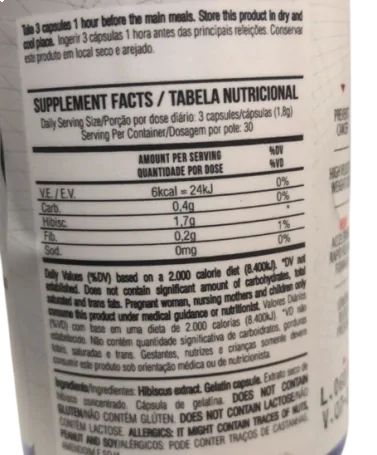 Take 3 capsules 1 hour before the main meals. Store this product in dry and
cool place. Ingerir 3 cápsulas 1 hora antes das principais refeições. Conservar
este produto em local seco e arejado.
SUPPLEMENT FACTS / TABELA NUTRICIONAL
Daily Serving Size/Porção por dose diário: 3 capsules/cápsulas (1.8g)
Serving Per Container/Dosagem por pote: 30
AMOUNT PER SERVING %DV
QUANTIDADE POR DOSE %VD
V.E. / E.V. 6kcal = 24kJ 0%
Carb. 0,4g 0%
Hibisc. 1,7g *
Fib. 0,2g 1%
Sod. 0mg 0%
Daily Values (%DV) based on a 2.000 calorie diet (8.400kJ). *DV not
established. Does not contain significant amount of carbohydrates, total
saturated and trans fats. Pregnant women, nursing mothers and children only
consume this product under medical guidance or nutritionist. Valores Diários
(%VD) com base em uma dieta de 2.000 calorias (8.400kJ). *VD não
estabelecido. Não contém quantidade significativa de carboidratos, gorduras
totais, saturadas e trans. Gestantes, nutrizes e crianças somente devem
consumir este produto sob orientação médica ou de nutricionista.
Ingredients/Ingredientes: Hibiscus extract. Gelatin capsule. Extrato seco de
hibisco concentrado. Cápsula de gelatina. DOES NOT CONTAIN
GLUTEN/NÃO CONTÉM GLÚTEN. DOES NOT CONTAIN LACTOSE/NÃO
CONTÉM LACTOSE. ALLERGICS: IT MIGHT CONTAIN TRACES OF NUTS,
PEANUT AND SOY/ALÉRGICOS: PODE CONTER TRAÇOS DE CASTANHAS,
AMENDOIM E SOJA